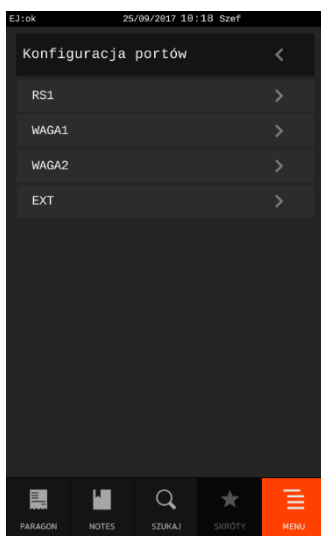 EJ:ok 25/09/2017 10:18 Szef
Konfiguracja portów
RS1
WAGA1
WAGA2
EXT
PARAGON NOTES SZUKAJ SKRÓTY MENU